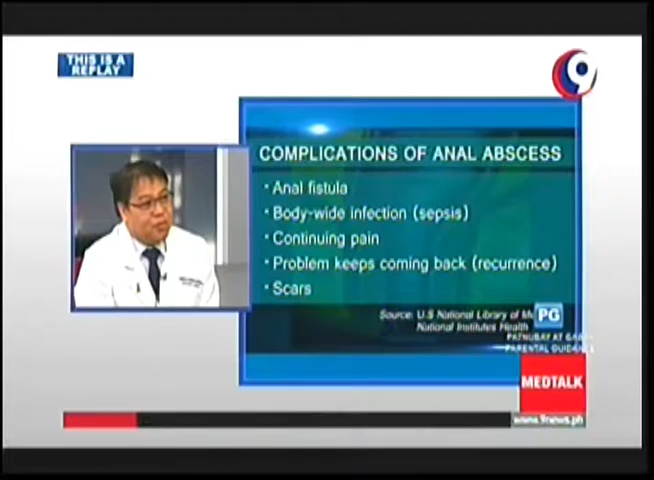 THIS IS A
REPLAY
9
COMPLICATIONS OF ANAL ABSCESS
• Anal fistula
• Body-wide infection (sepsis)
• Continuing pain
• Problem keeps coming back (recurrence)
• Scars
Source: U.S National Library of Me
National Institutes Health
PG
PATNUBAY AT GABAY
PARENTAL GUIDANCE
MEDTALK
www.9news.ph